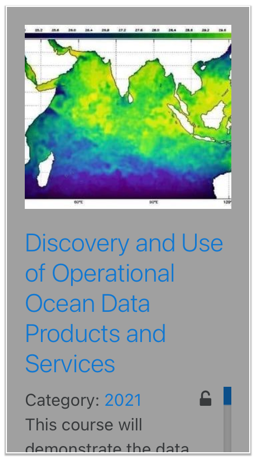 Discovery and Use
of Operational
Ocean Data
Products and
Services
Category: 2021
This course will
demonstrate the data